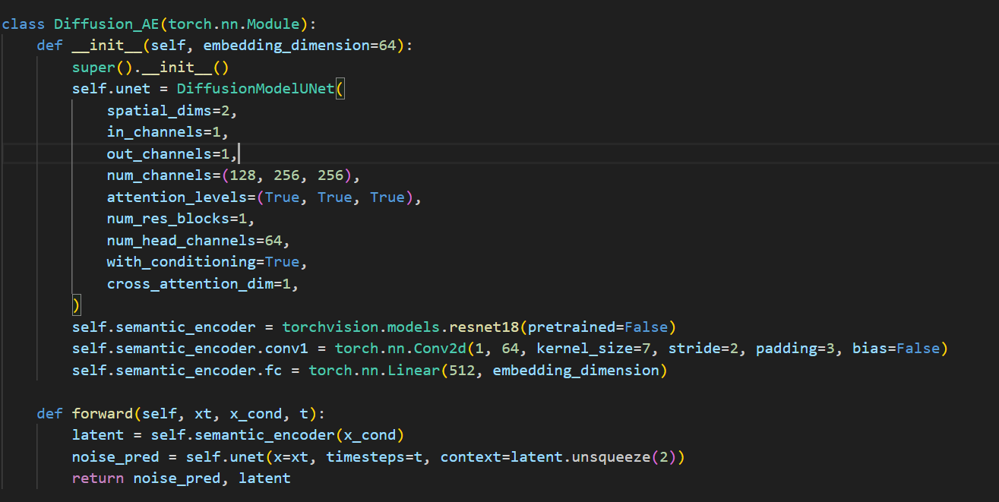 class Diffusion_AE(torch.nn.Module):
    def __init__(self, embedding_dimension=64):
        super().__init__()
        self.unet = DiffusionModelUNet(
            spatial_dims=2,
            in_channels=1,
            out_channels=1,
            num_channels=(128, 256, 256),
            attention_levels=(True, True, True),
            num_res_blocks=1,
            num_head_channels=64,
            with_conditioning=True,
            cross_attention_dim=1,
        )
        self.semantic_encoder = torchvision.models.resnet18(pretrained=False)
        self.semantic_encoder.conv1 = torch.nn.Conv2d(1, 64, kernel_size=7, stride=2, padding=3, bias=False)
        self.semantic_encoder.fc = torch.nn.Linear(512, embedding_dimension)

    def forward(self, xt, x_cond, t):
        latent = self.semantic_encoder(x_cond)
        noise_pred = self.unet(x=xt, timesteps=t, context=latent.unsqueeze(2))
        return noise_pred, latent